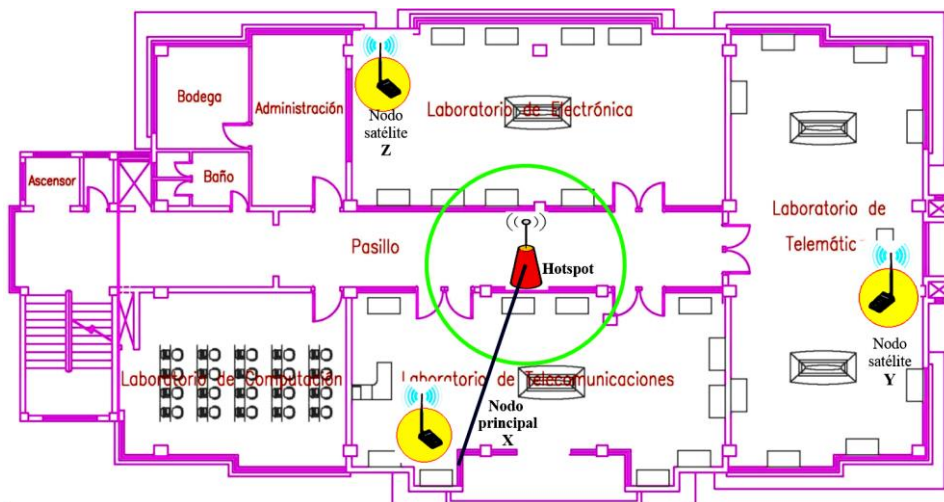 Bodega
Administración
Nodo
satélite
Z
Laboratorio de Electrónica
Ascensor
Baño
Pasillo
Hotspot
Laboratorio de
Telemátic
Nodo
satélite
Y
Laboratorio de Computación
Laboratorio de Telecomunicaciones
Nodo
principal
X